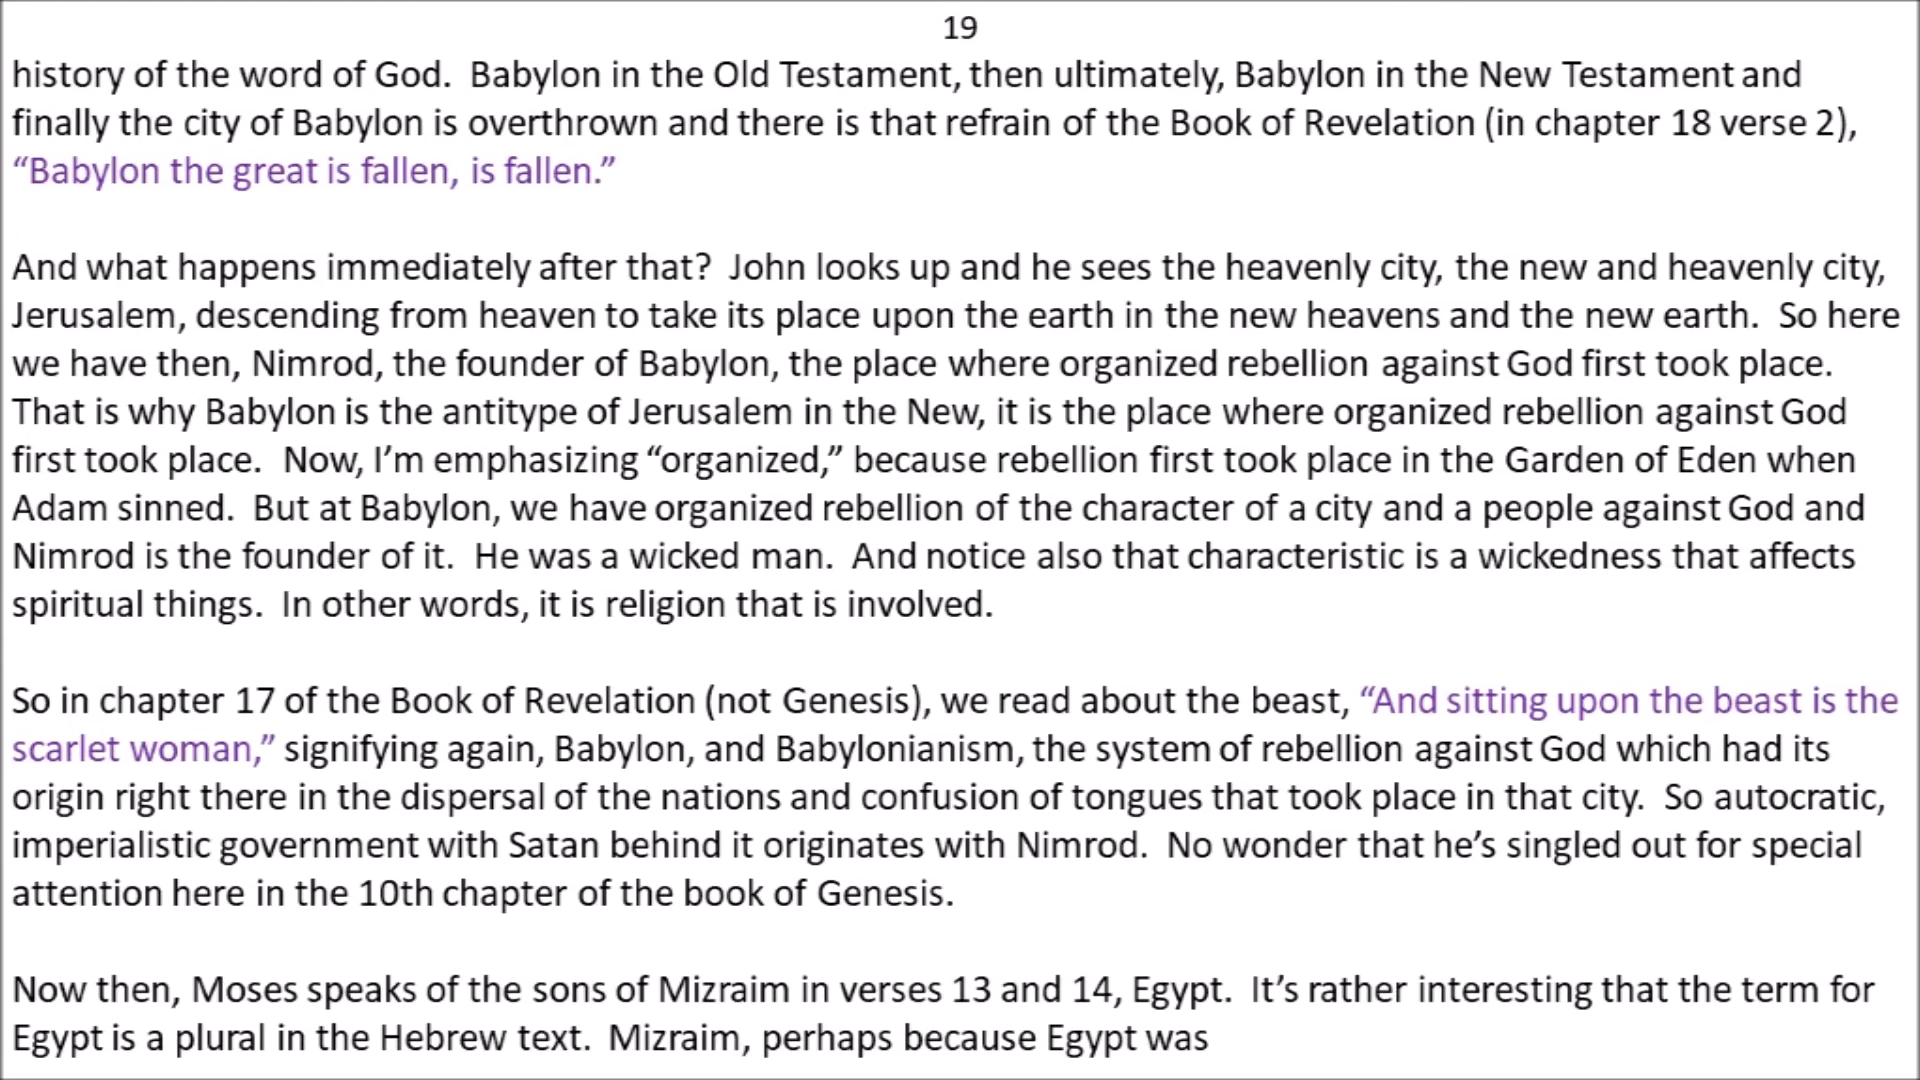 19
history of the word of God.  Babylon in the Old Testament, then ultimately, Babylon in the New Testament and
finally the city of Babylon is overthrown and there is that refrain of the Book of Revelation (in chapter 18 verse 2),
“Babylon the great is fallen, is fallen.”
And what happens immediately after that?  John looks up and he sees the heavenly city, the new and heavenly city,
Jerusalem, descending from heaven to take its place upon the earth in the new heavens and the new earth.  So here
we have then, Nimrod, the founder of Babylon, the place where organized rebellion against God first took place.
That is why Babylon is the antitype of Jerusalem in the New, it is the place where organized rebellion against God
first took place.  Now, I’m emphasizing “organized,” because rebellion first took place in the Garden of Eden when
Adam sinned.  But at Babylon, we have organized rebellion of the character of a city and a people against God and
Nimrod is the founder of it.  He was a wicked man.  And notice also that characteristic is a wickedness that affects
spiritual things.  In other words, it is religion that is involved.
So in chapter 17 of the Book of Revelation (not Genesis), we read about the beast, “And sitting upon the beast is the
scarlet woman,” signifying again, Babylon, and Babylonianism, the system of rebellion against God which had its
origin right there in the dispersal of the nations and confusion of tongues that took place in that city.  So autocratic,
imperialistic government with Satan behind it originates with Nimrod.  No wonder that he’s singled out for special
attention here in the 10th chapter of the book of Genesis.
Now then, Moses speaks of the sons of Mizraim in verses 13 and 14, Egypt.  It’s rather interesting that the term for
Egypt is a plural in the Hebrew text.  Mizraim, perhaps because Egypt was